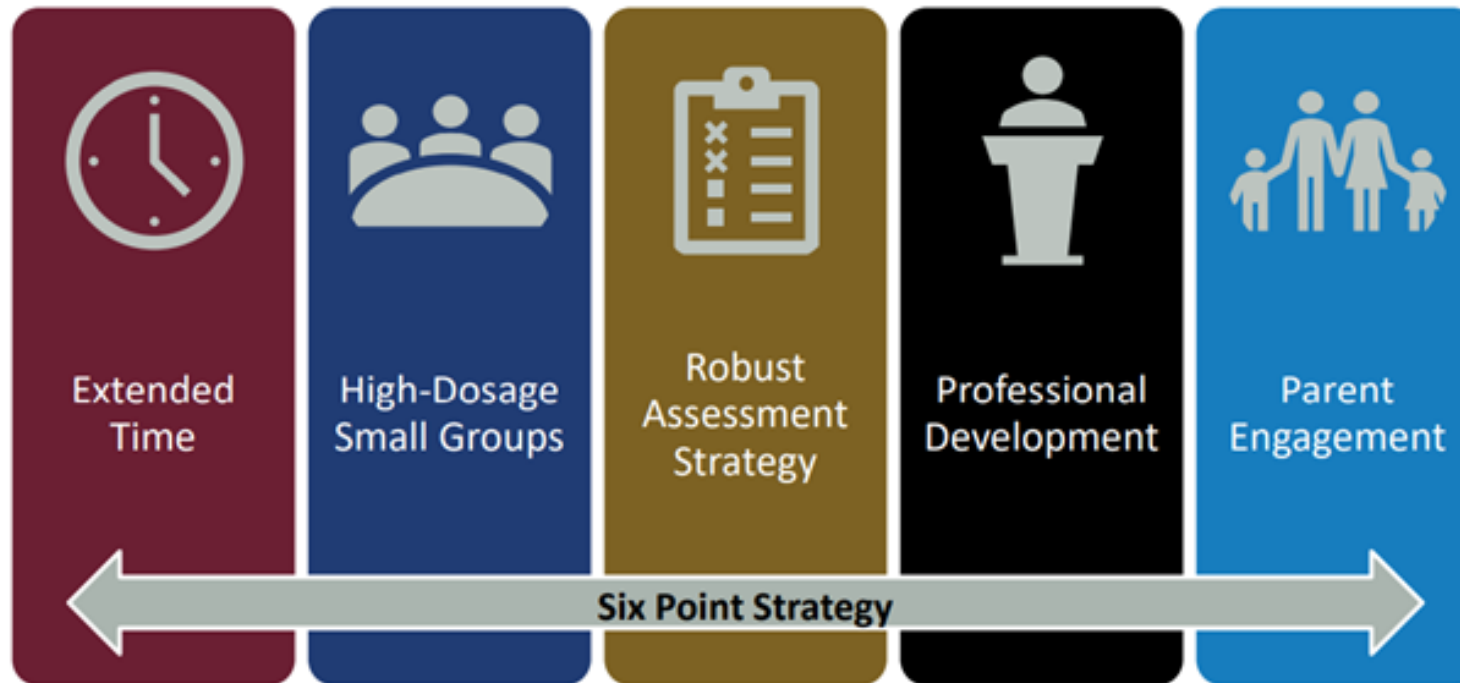 Extended
Time
High-Dosage
Small Groups
Robust
Assessment
Strategy
Professional
Development
Parent
Engagement
Six Point Strategy